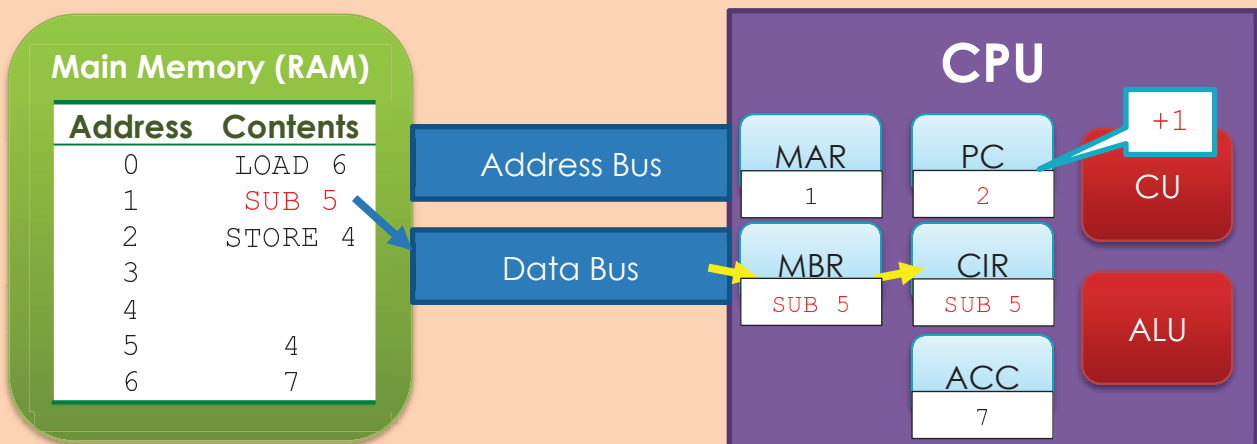 Main Memory (RAM)
Address Contents
0 LOAD 6
1 SUB 5
2 STORE 4
3
4
5 4
6 7
Address Bus
Data Bus
CPU
MAR
1
PC
2
+1
CU
MBR
SUB 5
CIR
SUB 5
ALU
ACC
7